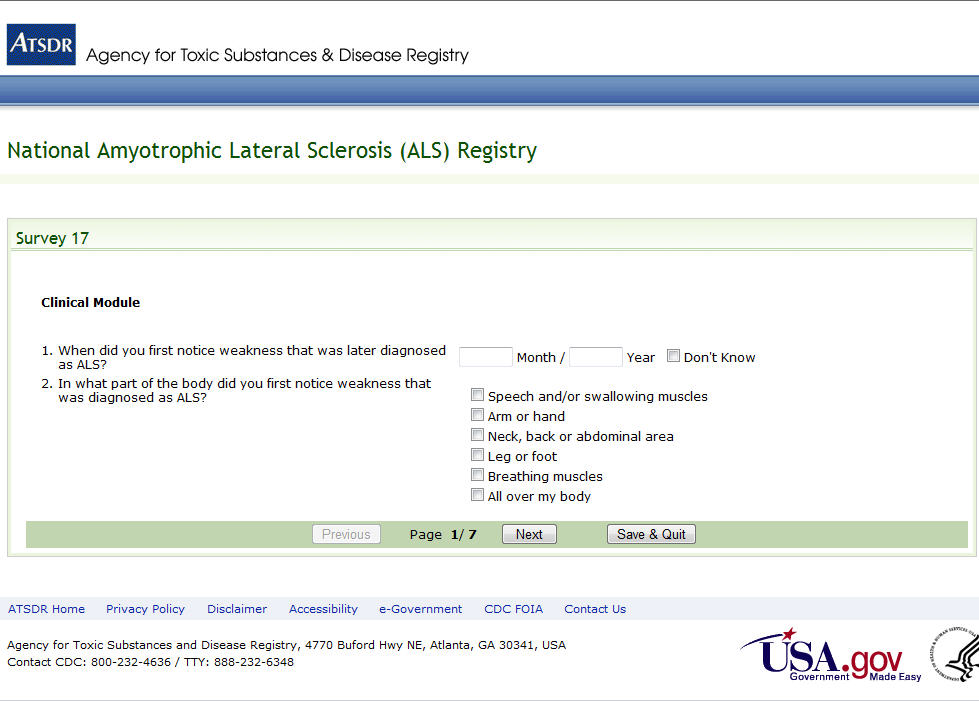 ATSDR
Agency for Toxic Substances & Disease Registry
National Amyotrophic Lateral Sclerosis (ALS) Registry
Survey 17
Clinical Module
1. When did you first notice weakness that was later diagnosed
as ALS?
Month / Year Don't Know
2. In what part of the body did you first notice weakness that
was diagnosed as ALS?
Speech and/or swallowing muscles
Arm or hand
Neck, back or abdominal area
Leg or foot
Breathing muscles
All over my body
Previous Page 1/ 7 Next Save & Quit
ATSDR Home Privacy Policy Disclaimer Accessibility e-Government CDC FOIA Contact Us
Agency for Toxic Substances and Disease Registry, 4770 Buford Hwy NE, Atlanta, GA 30341, USA
Contact CDC: 800-232-4636 / TTY: 888-232-6348
USA.gov
Government Made Easy